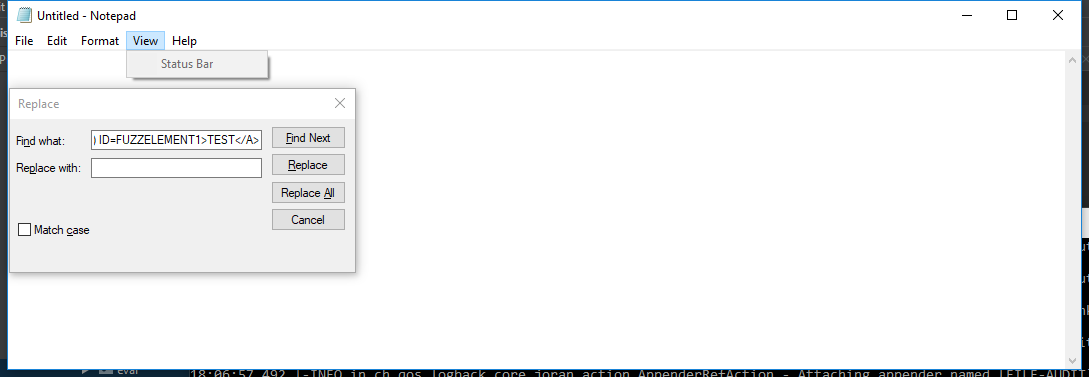 Untitled - Notepad
File Edit Format View Help
Status Bar
Replace
Find what: ) ID=FUZZELEMENT1>TEST</A> Find Next
Replace with: Replace
Replace All
Cancel
Match case
eval
18:06:57,492 |-INFO in ch.qos.logback.core.joran.action.AppenderRefAction - Attaching appender named [FILE-AUDIT